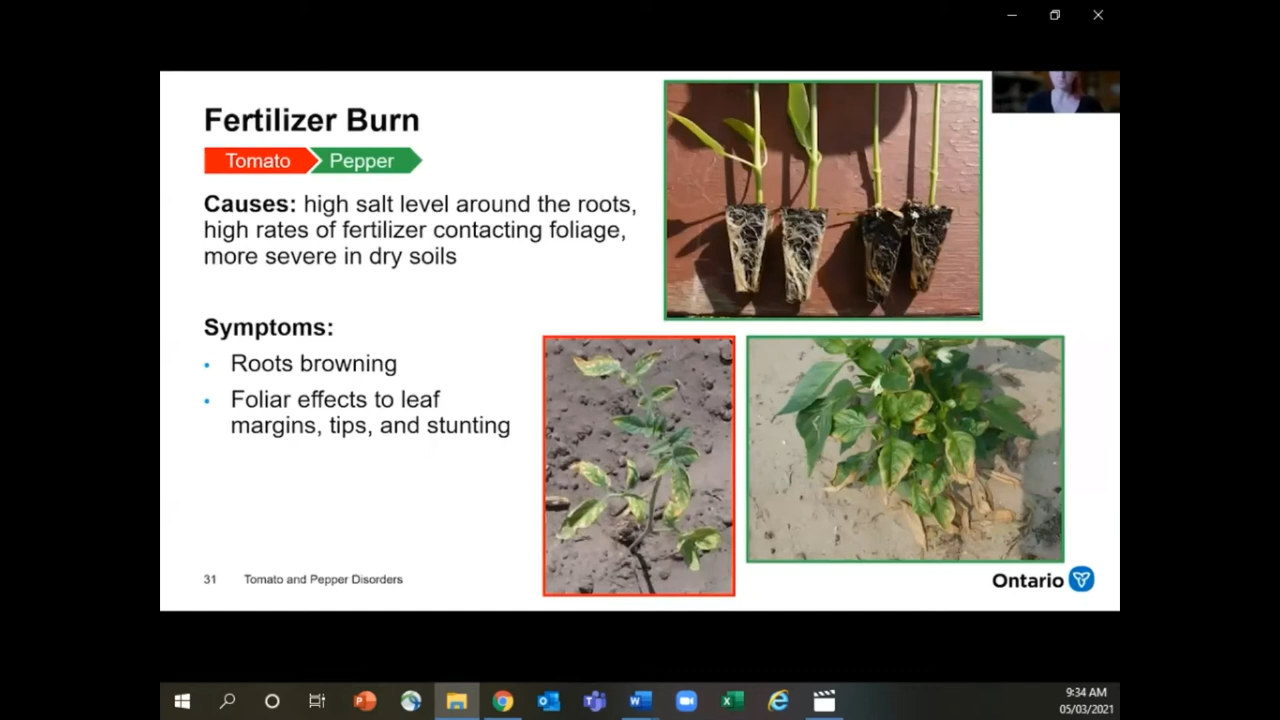 Fertilizer Burn
Tomato
Pepper
Causes: high salt level around the roots,
high rates of fertilizer contacting foliage,
more severe in dry soils
Symptoms:
• Roots browning
• Foliar effects to leaf
margins, tips, and stunting
31 Tomato and Pepper Disorders
Ontario
9:34 AM
05/03/2021